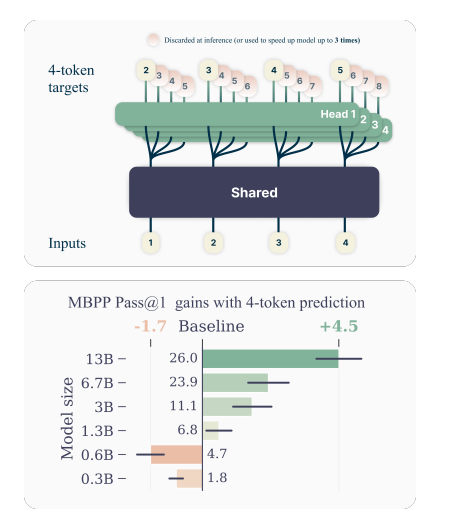 Discarded at inference (or used to speed up model up to 3 times)
4-token
targets
2 3 4 5 3 4 5 6 4 5 6 7 5 6 7 8
Head 1 2 3 4
Shared
Inputs 1 2 3 4
MBPP Pass@1 gains with 4-token prediction
-1.7 Baseline +4.5
Model size
13B 26.0
6.7B 23.9
3B 11.1
1.3B 6.8
0.6B 4.7
0.3B 1.8